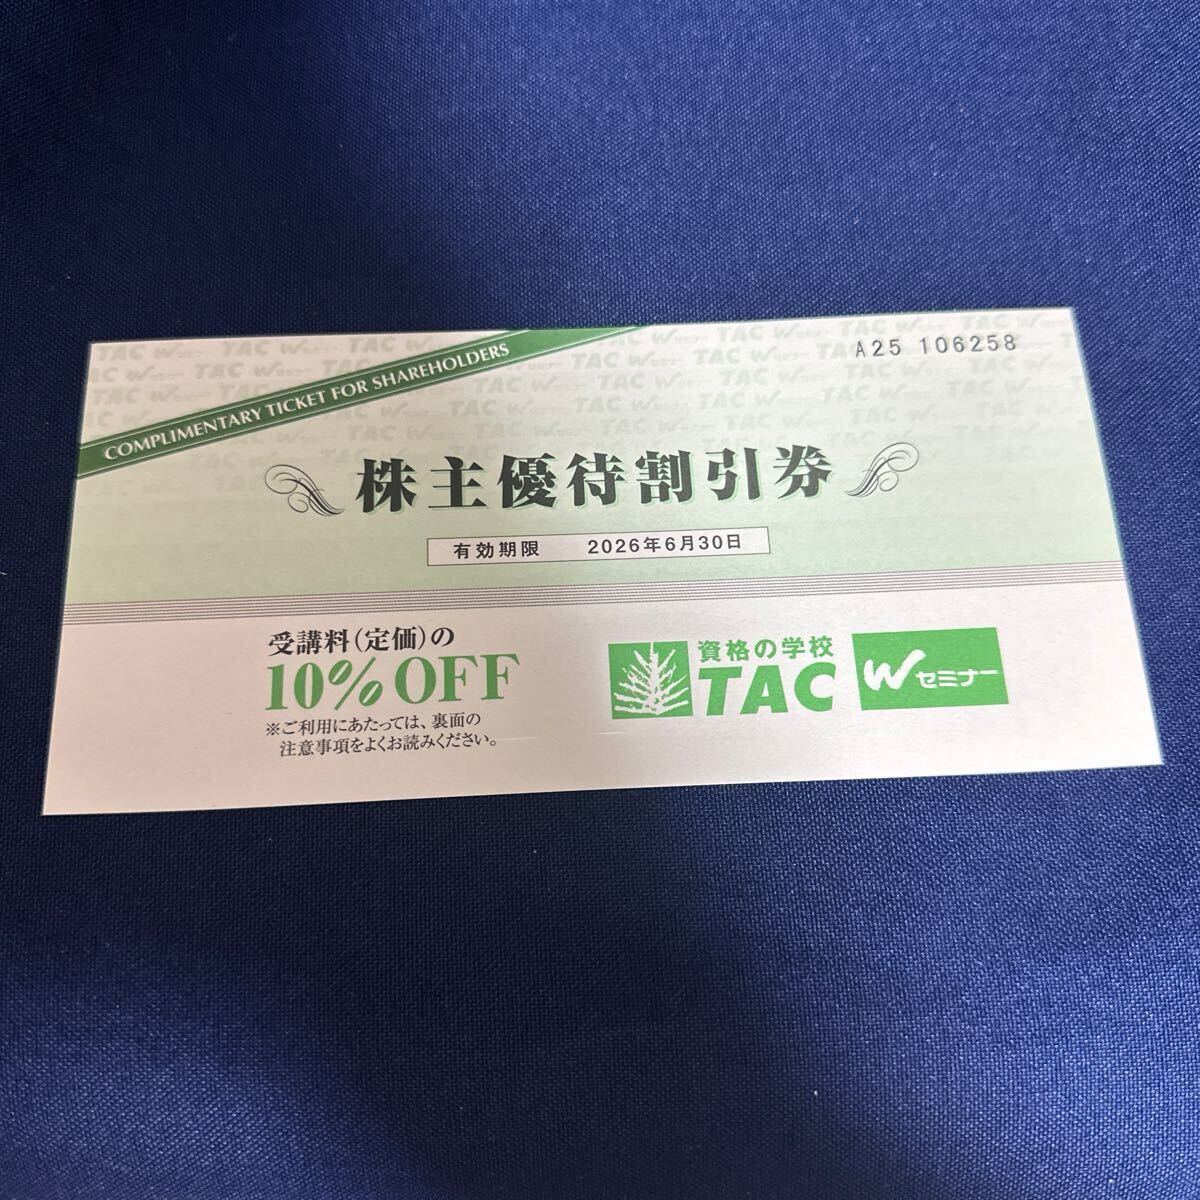 COMPLIMENTARY TICKET FOR SHAREHOLDERS
A25 106258
株主優待割引券
有効期限 2026年6月30日
受講料(定価)の
10% OFF
※ご利用にあたっては、裏面の
注意事項をよくお読みください。
資格の学校
TAC
Wセミナー